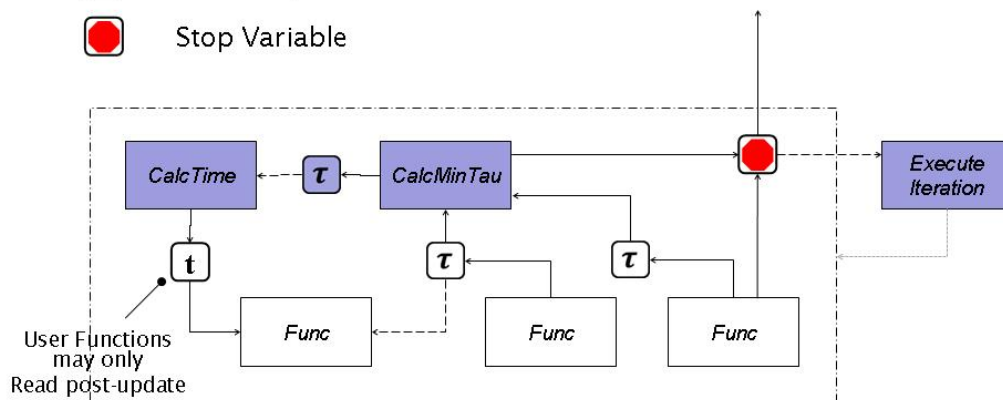 Stop Variable
CalcTime
τ
CalcMinTau
Execute
Iteration
t
τ
τ
User Functions
may only
Read post-update
Func
Func
Func